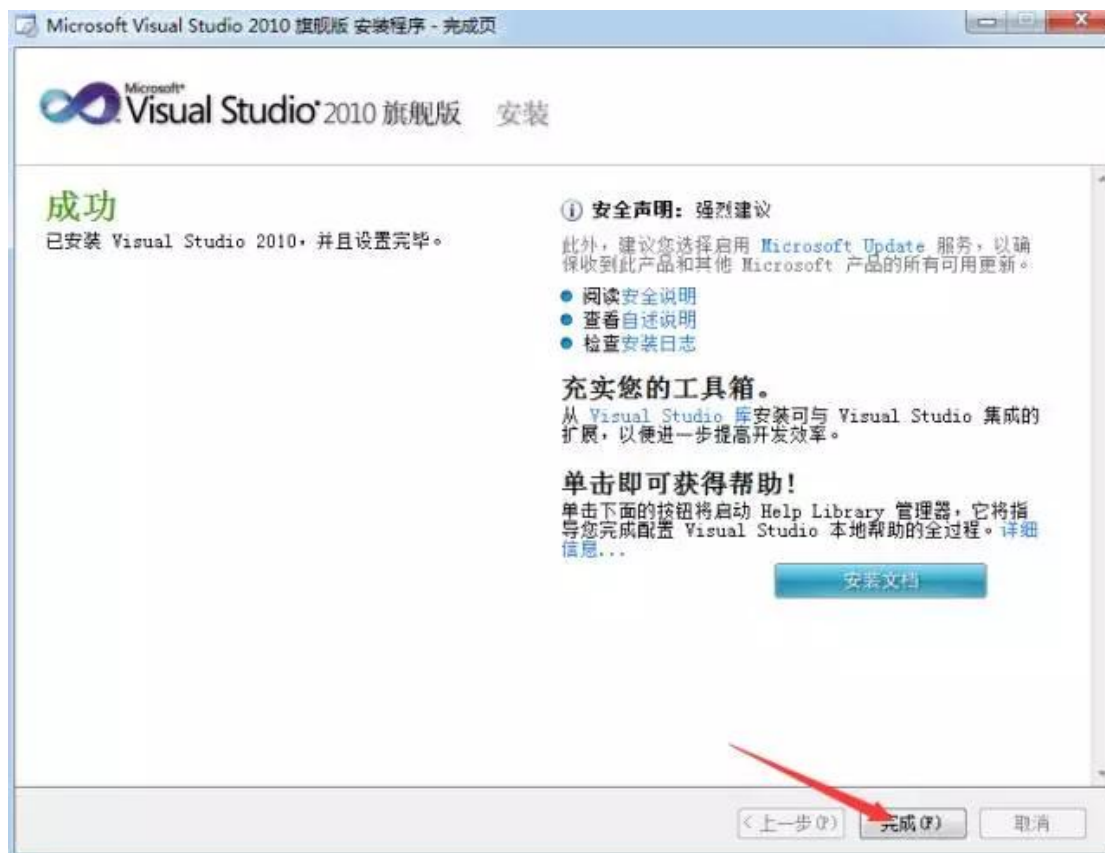 Microsoft Visual Studio 2010 旗舰版 安装程序 - 完成页
Microsoft®
Visual Studio® 2010 旗舰版 安装
成功
已安装 Visual Studio 2010，并且设置完毕。
安全声明：强烈建议
此外，建议您选择启用 Microsoft Update 服务，以确
保收到此产品和其他 Microsoft 产品的所有可用更新。
阅读安全说明
查看自述说明
检查安装日志
充实您的工具箱。
从 Visual Studio 库安装可与 Visual Studio 集成的
扩展，以便进一步提高开发效率。
单击即可获得帮助！
单击下面的按钮将启动 Help Library 管理器，它将指
导您完成配置 Visual Studio 本地帮助的全过程。详细
信息...
安装文档
<上一步(P) 完成(F) 取消